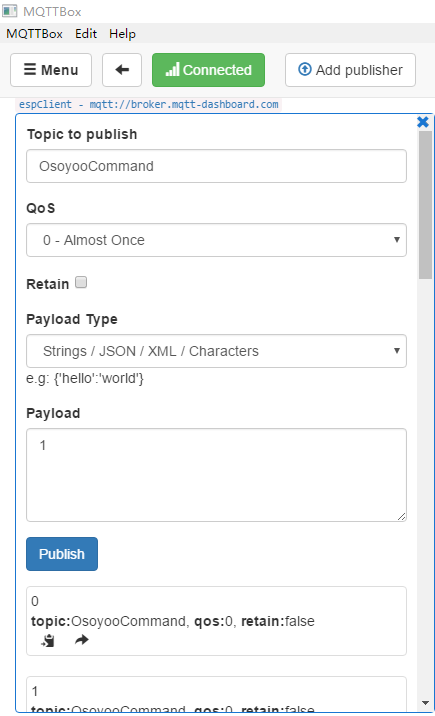 MQTTBox
MQTTBox Edit Help
Menu Connected Add publisher
espClient - mqtt://broker.mqtt-dashboard.com
Topic to publish
OsoyooCommand
QoS
0 - Almost Once
Retain
Payload Type
Strings / JSON / XML / Characters
e.g: {'hello':'world'}
Payload
1
Publish
0
topic:OsoyooCommand, qos:0, retain:false
1
topic:OsoyooCommand, qos:0, retain:false